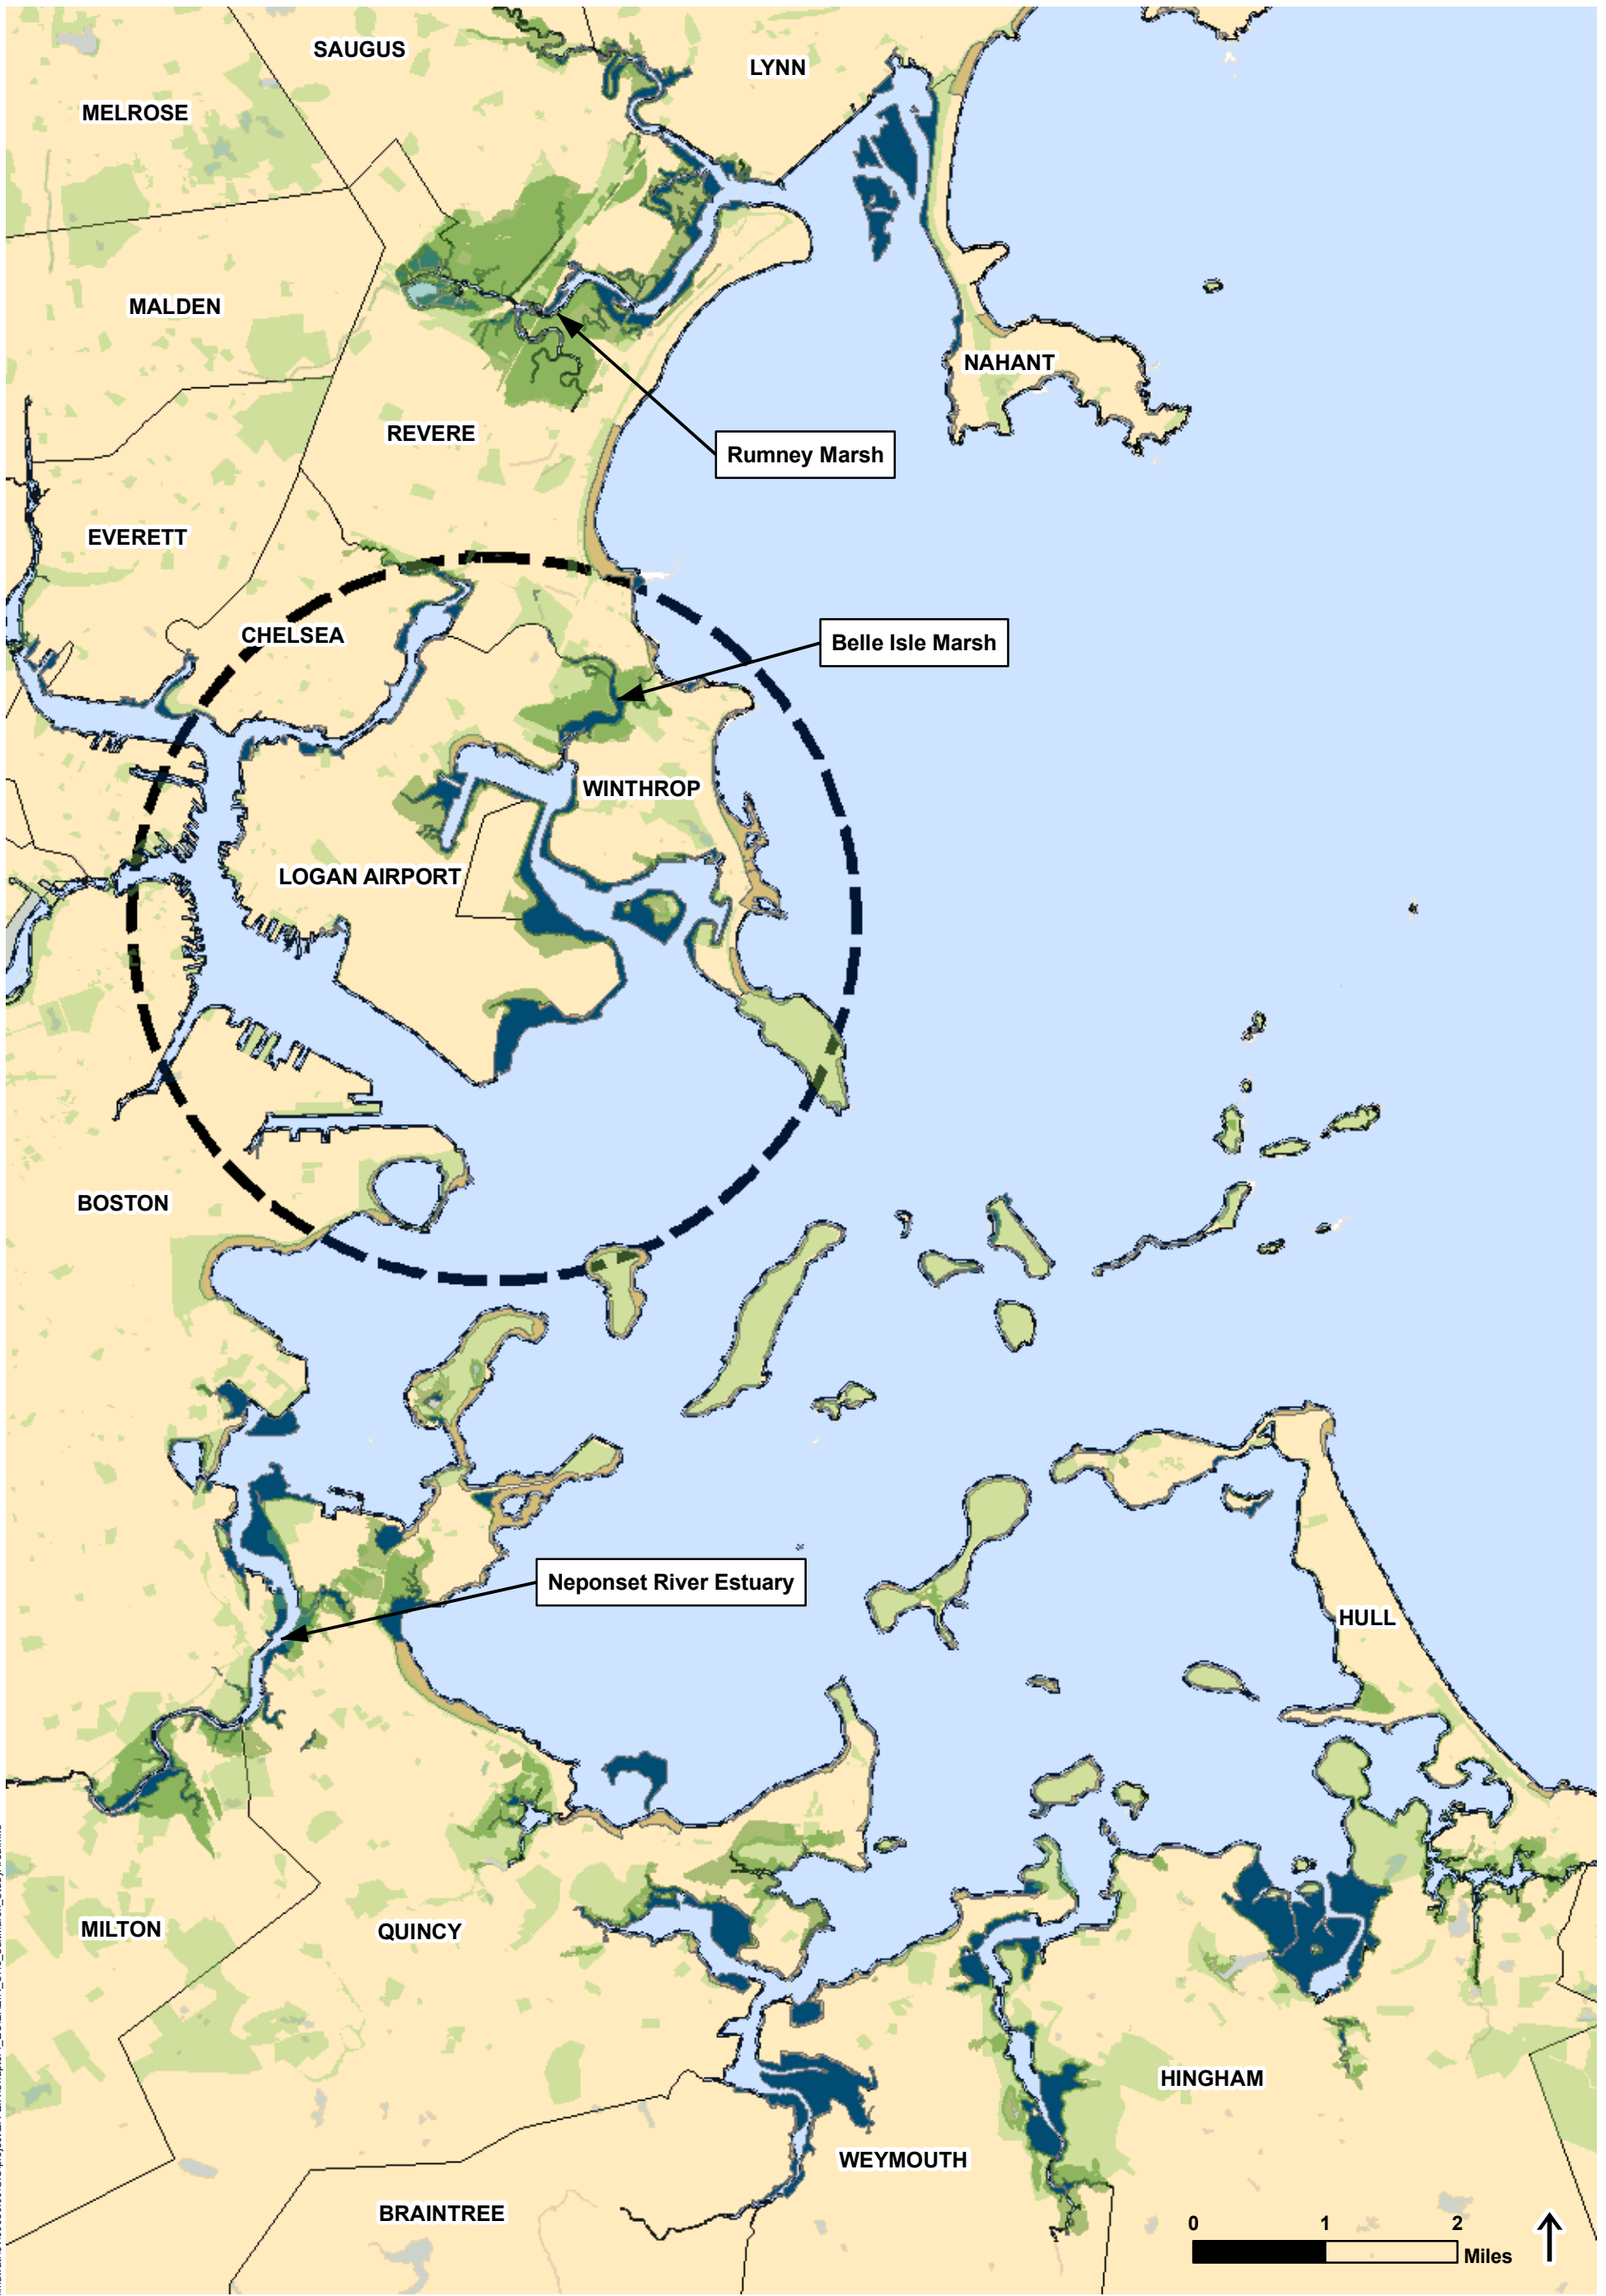 SAUGUS
LYNN
MELROSE
MALDEN
NAHANT
REVERE
Rumney Marsh
EVERETT
CHELSEA
Belle Isle Marsh
WINTHROP
LOGAN AIRPORT
BOSTON
Neponset River Estuary
HULL
MILTON
QUINCY
HINGHAM
WEYMOUTH
BRAINTREE
0 1 2
Miles